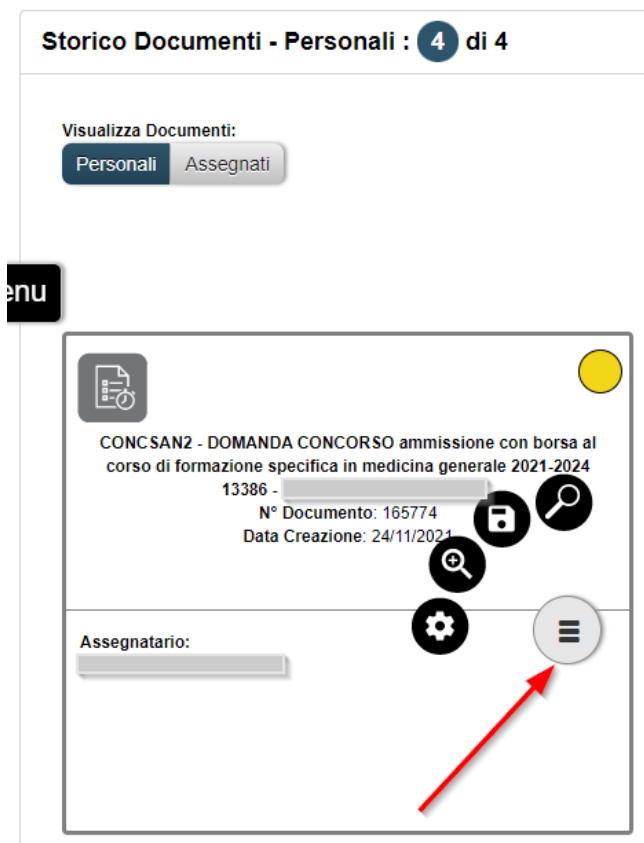 Storico Documenti - Personali : 4 di 4
Visualizza Documenti:
Personali Assegnati
enu
CONCSAN2 - DOMANDA CONCORSO ammissione con borsa al
corso di formazione specifica in medicina generale 2021-2024
13386 -
N° Documento: 165774
Data Creazione: 24/11/2021
Assegnatario: